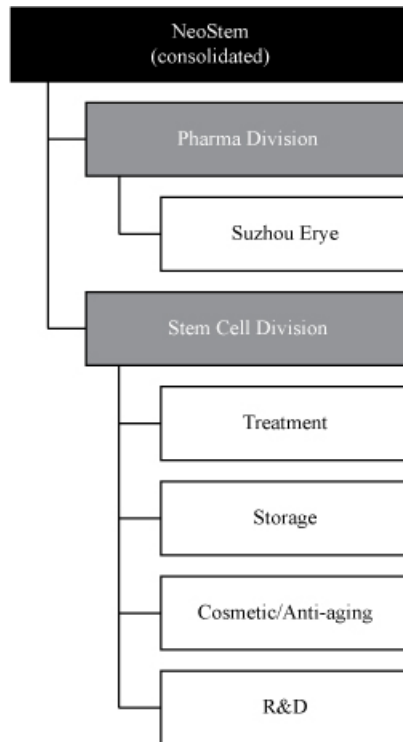 NeoStem
(consolidated)
Pharma Division
Suzhou Erye
Stem Cell Division
Treatment
Storage
Cosmetic/Anti-aging
R&D